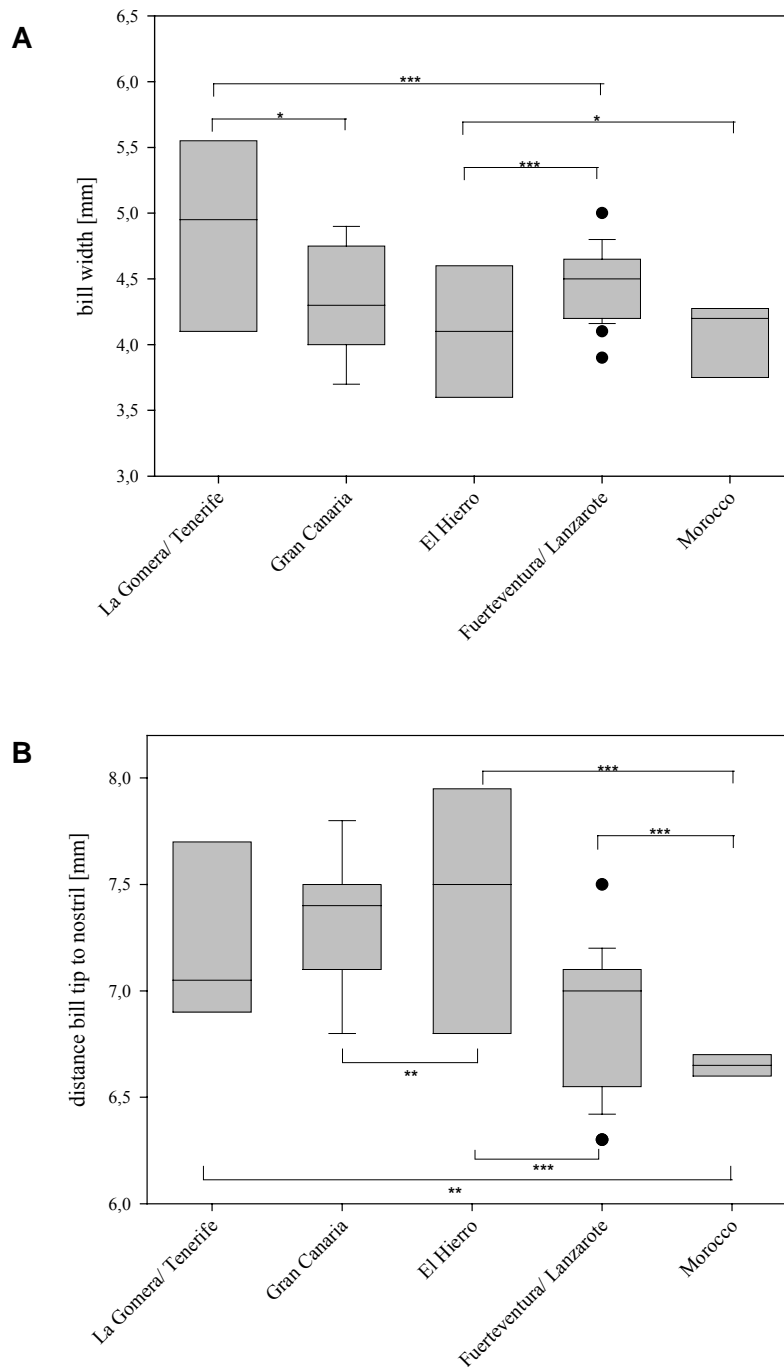 A
bill width [mm]
6,5
6,0
5,5
5,0
4,5
4,0
3,5
3,0
***
*
*
***
La Gomera/ Tenerife
Gran Canaria
El Hierro
Fuerteventura/ Lanzarote
Morocco
B
distance bill tip to nostril [mm]
8,0
7,5
7,0
6,5
6,0
***
***
**
***
**
La Gomera/ Tenerife
Gran Canaria
El Hierro
Fuerteventura/ Lanzarote
Morocco